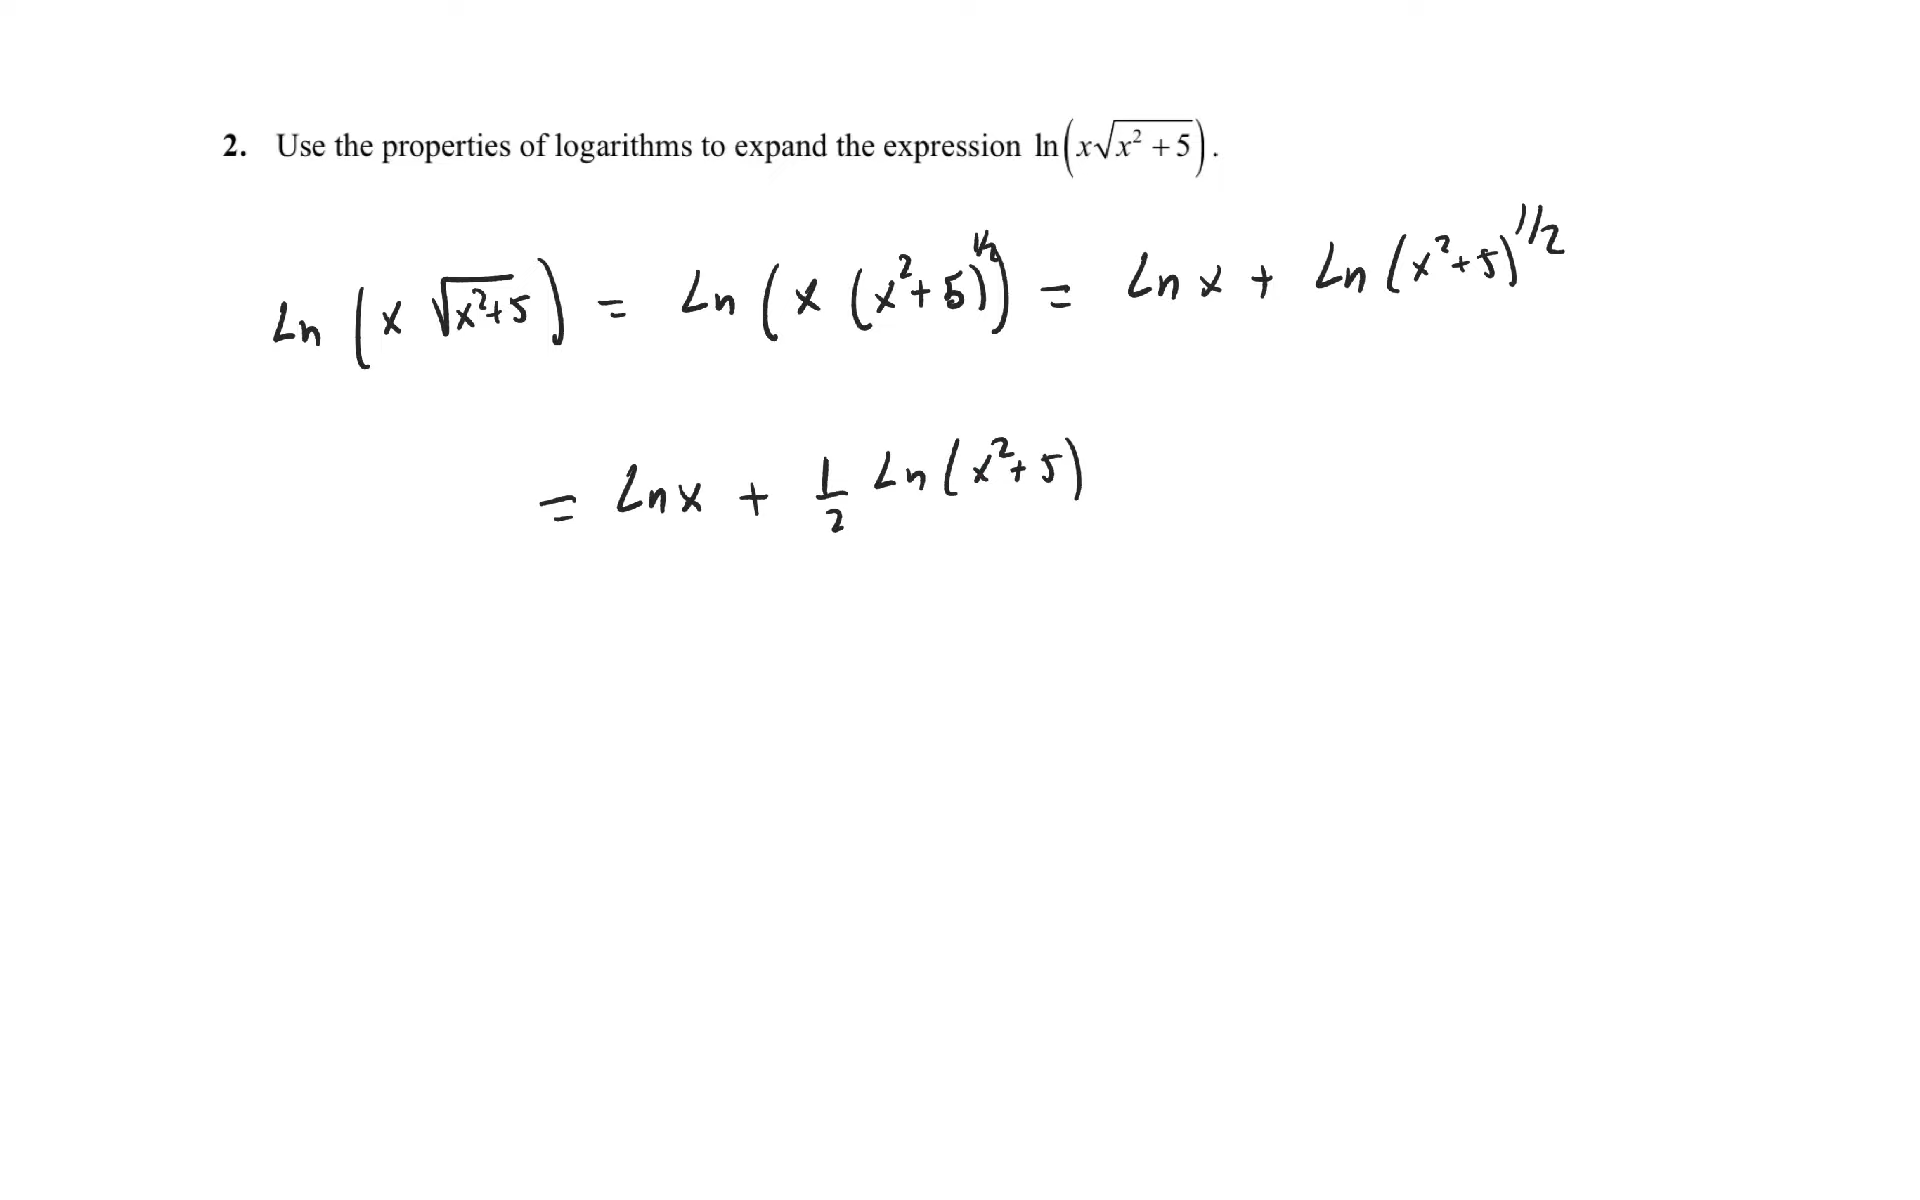 2. Use the properties of logarithms to expand the expression ln(x√(x² + 5)).
Ln (x √(x²+5)) = Ln (x (x²+5)^(1/2)) = Ln x + Ln (x²+5)^(1/2)
= Ln x + 1/2 Ln (x²+5)